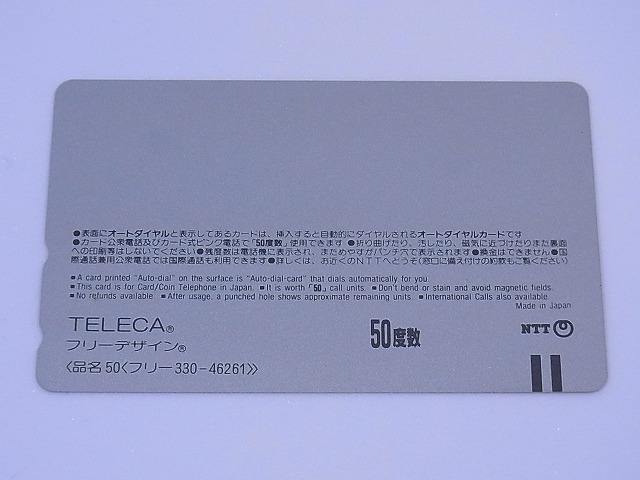 ●表面にオートダイヤルと表示してあるカードは、挿入すると自動的にダイヤルされるオートダイヤルカードです
●カード公衆電話及びカード式ピンク電話で「50度数」使用できます ●折り曲げたり、汚したり、磁気に近づけたりまた裏面
への印刷等はしないでください ●残度数は電話機に表示され、まためやすがパンチ穴で表示されます ●換金はできません ●国
際通話兼用公衆電話では国際通話も利用できます ●詳しくは、お近くのNTTへどうぞ(窓口に備え付けの約款もご覧ください)
■A card printed "Auto-dial" on the surface is "Auto-dial-card" that dials automatically for you.
■This card is for Card/Coin Telephone in Japan. ■It is worth「50」call units. ■Don't bend or stain and avoid magnetic fields.
■No refunds available. ■After usage, a punched hole shows approximate remaining units. ■International Calls also available.
Made in Japan
TELECA®
フリーデザイン®
〈品名 50〈フリー330-46261〉〉
50度数
NTT